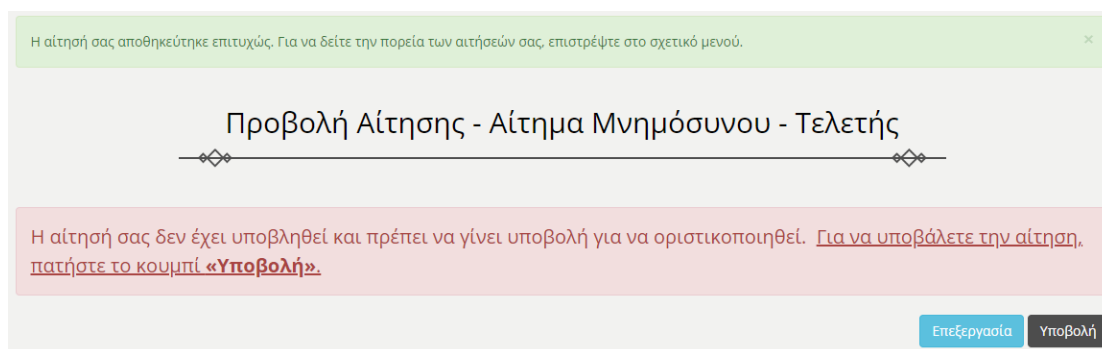 Η αίτησή σας αποθηκεύτηκε επιτυχώς. Για να δείτε την πορεία των αιτήσεών σας, επιστρέψτε στο σχετικό μενού.
×
Προβολή Αίτησης - Αίτημα Μνημόσυνου - Τελετής
Η αίτησή σας δεν έχει υποβληθεί και πρέπει να γίνει υποβολή για να οριστικοποιηθεί. Για να υποβάλετε την αίτηση,
πατήστε το κουμπί «Υποβολή».
Επεξεργασία Υποβολή